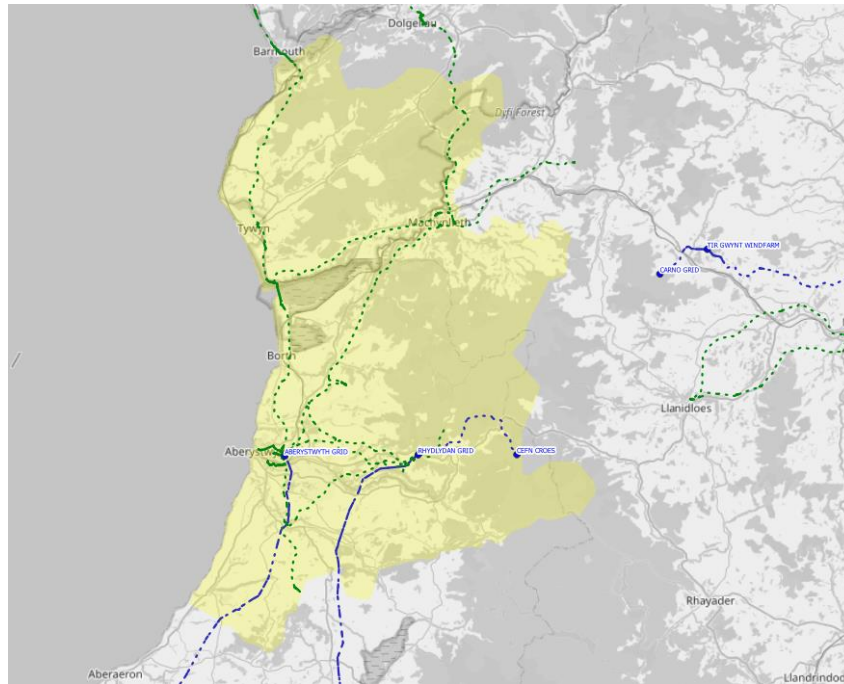 Dolgellau
Barmouth
Dyfi Forest
Tywyn
Machynlleth
TIR GWYNT WINDFARM
CARNO GRID
Borth
Llanidloes
ABERYSTWYTH GRID
RHYDLYDAN GRID
CEFN CROES
Rhayader
Aberaeron
Llandrindod